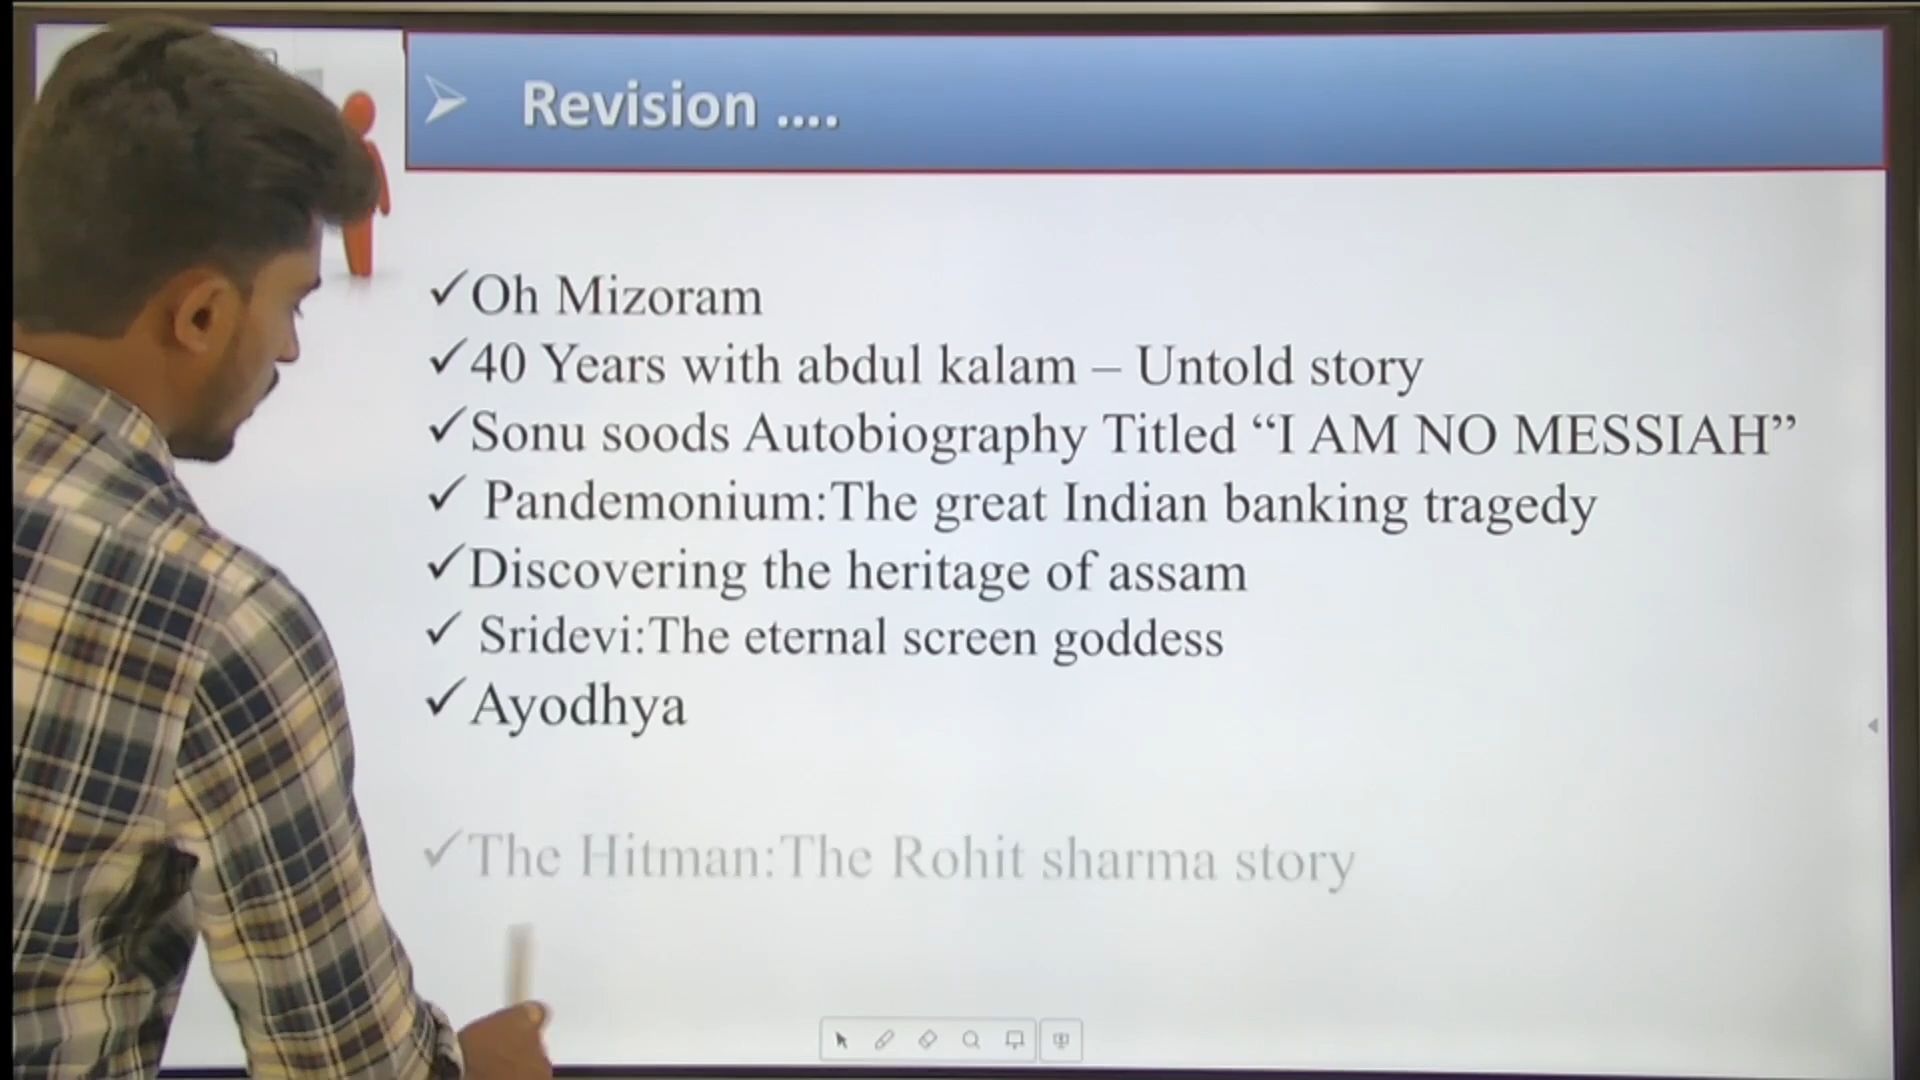 Revision ....
Oh Mizoram
40 Years with abdul kalam – Untold story
Sonu soods Autobiography Titled “I AM NO MESSIAH”
Pandemonium:The great Indian banking tragedy
Discovering the heritage of assam
Sridevi:The eternal screen goddess
Ayodhya
The Hitman:The Rohit sharma story